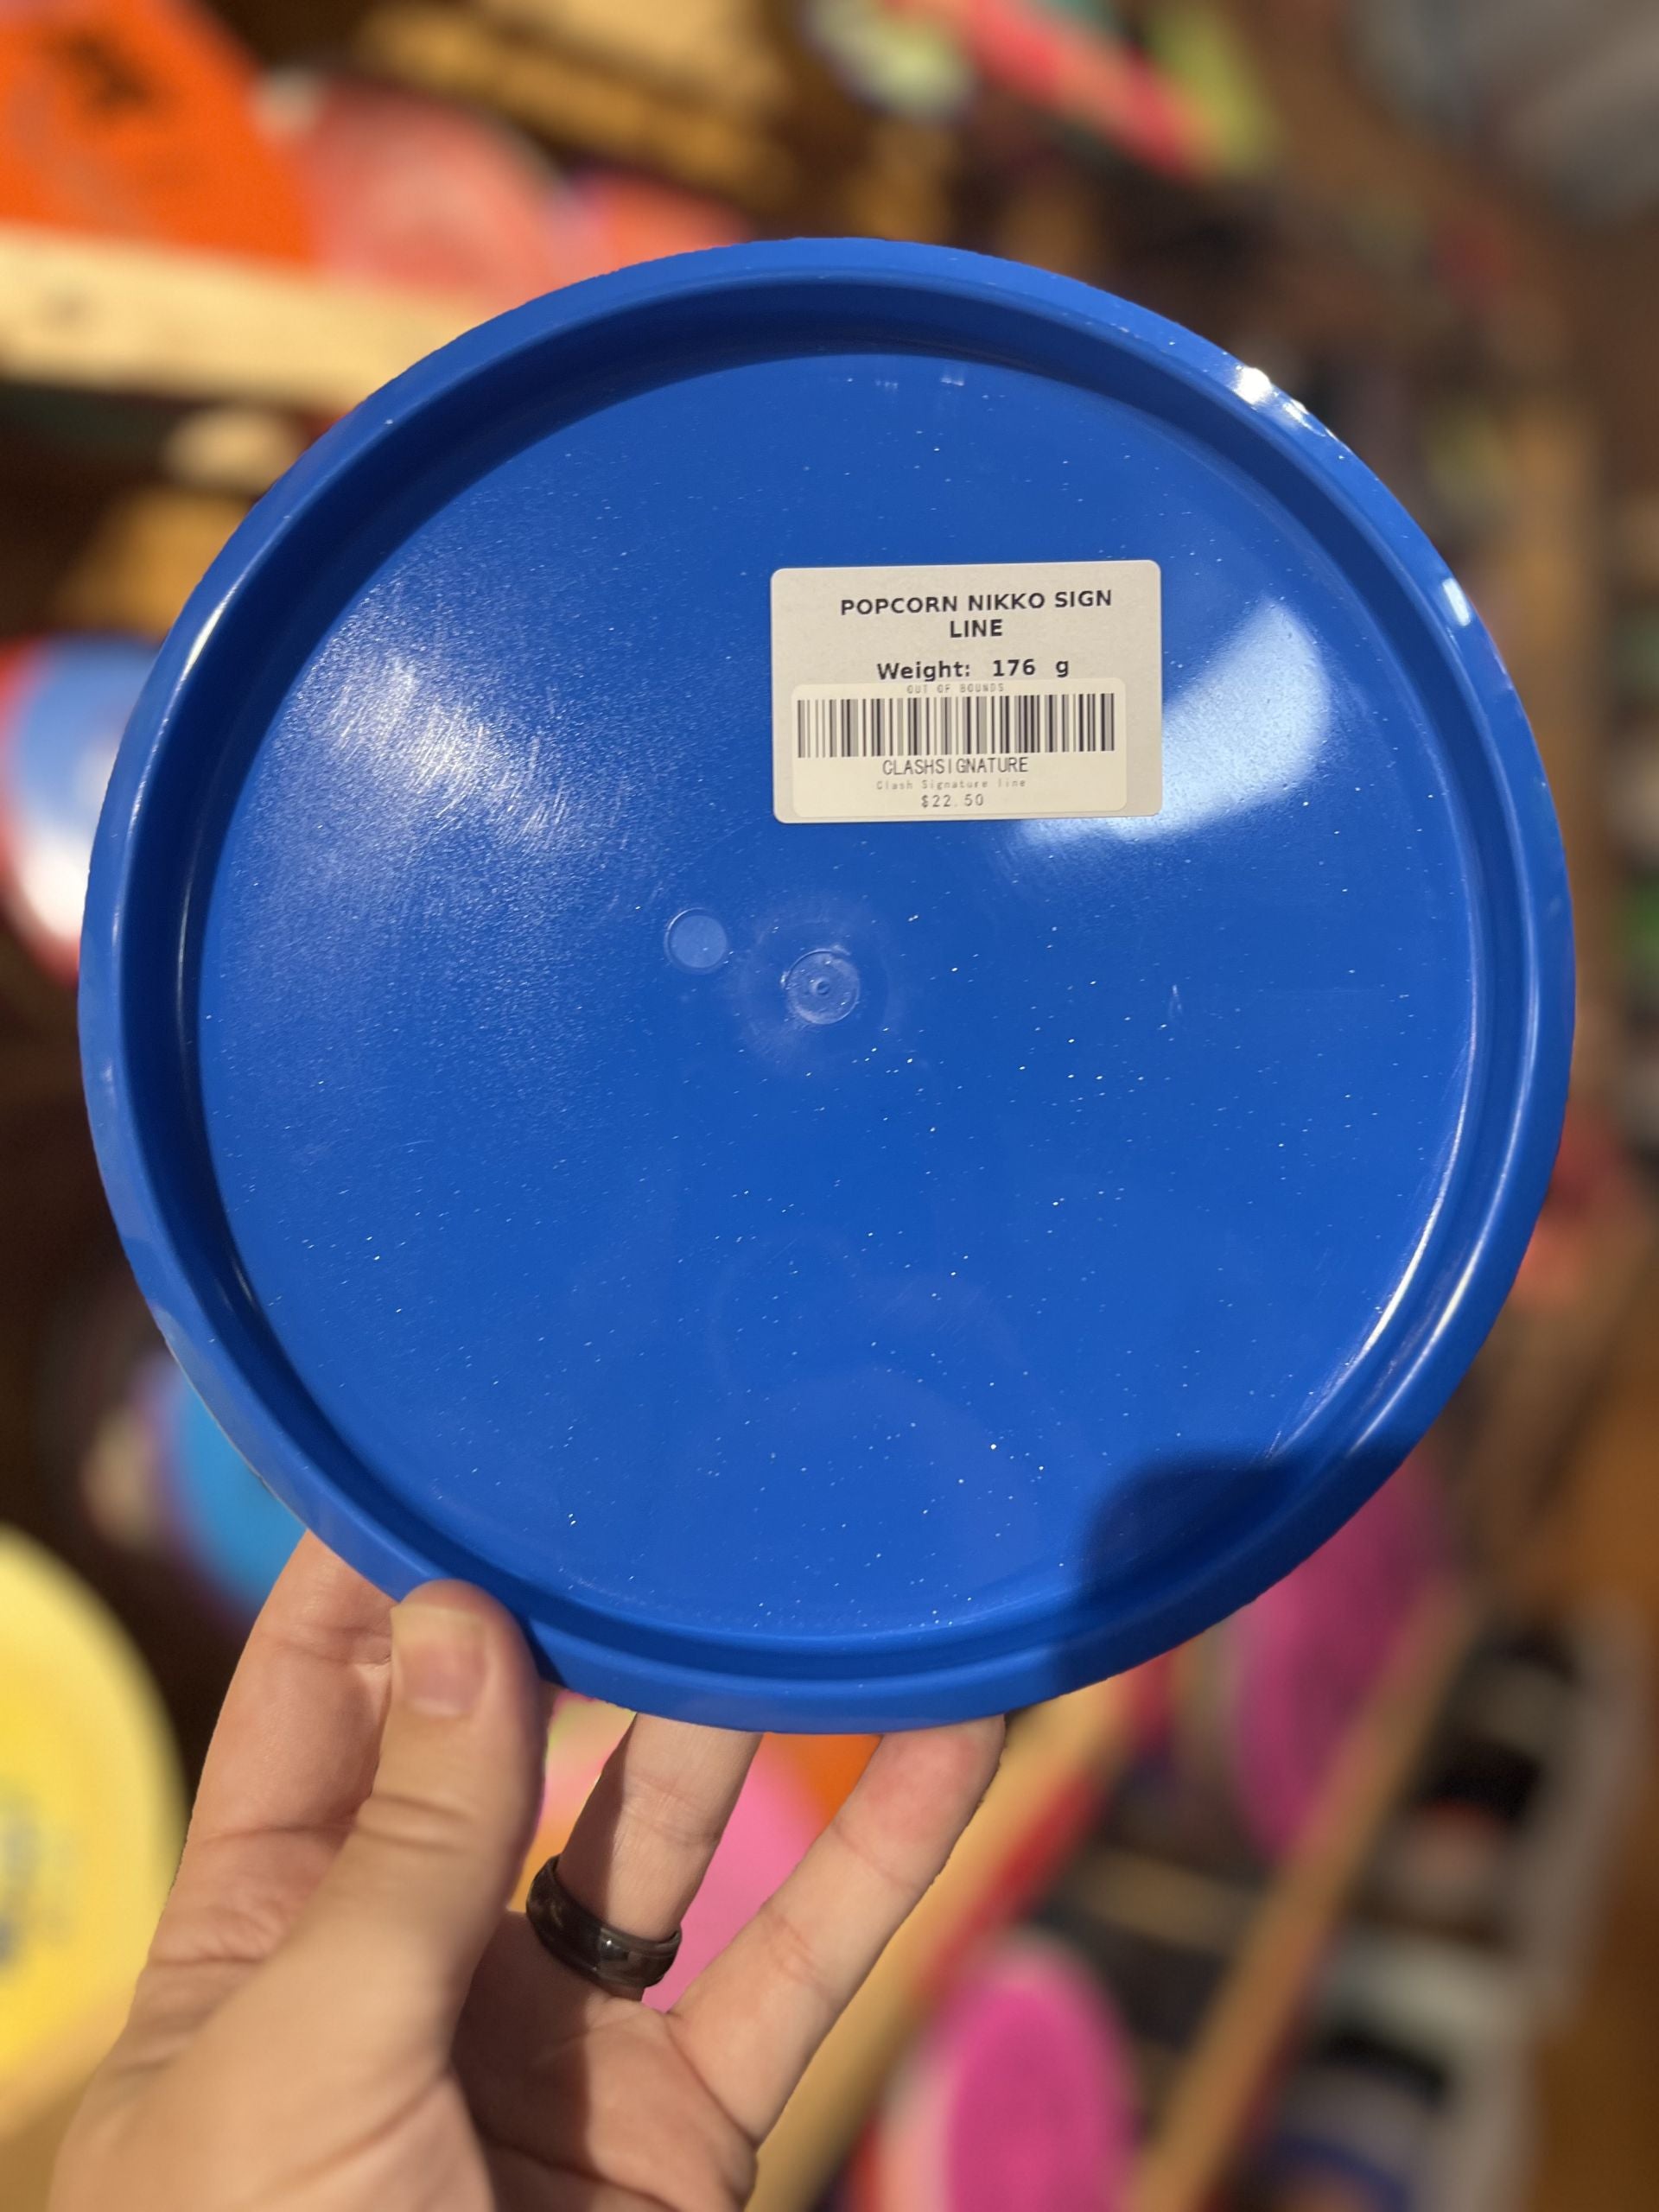 POPCORN NIKKO SIGN
LINE
Weight: 176 g
OUT OF BOUNDS
CLASHSIGNATURE
Clash Signature line
$22.50